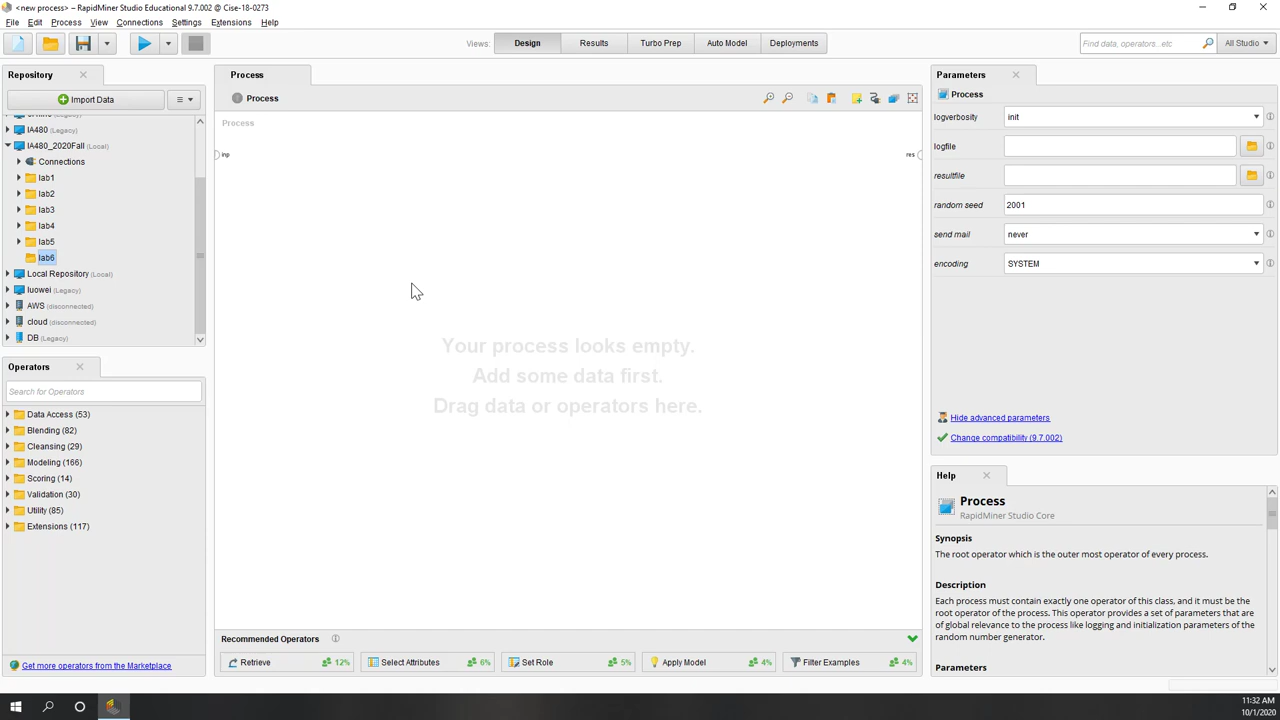 <new process> – RapidMiner Studio Educational 9.7.002 @ Cise-18-0273
File Edit Process View Connections Settings Extensions Help
Views: Design Results Turbo Prep Auto Model Deployments
Find data, operators...etc
All Studio
Repository
Import Data
IA480 (Legacy)
IA480_2020Fall (Local)
Connections
lab1
lab2
lab3
lab4
lab5
lab6
Local Repository (Local)
luowei (Legacy)
AWS (disconnected)
cloud (disconnected)
DB (Legacy)
Operators
Search for Operators
Data Access (53)
Blending (82)
Cleansing (29)
Modeling (166)
Scoring (14)
Validation (30)
Utility (85)
Extensions (117)
Get more operators from the Marketplace
Process
Process
Process
inp
res
Your process looks empty.
Add some data first.
Drag data or operators here.
Recommended Operators
Retrieve 12%
Select Attributes 6%
Set Role 5%
Apply Model 4%
Filter Examples 4%
Parameters
Process
logverbosity init
logfile
resultfile
random seed 2001
send mail never
encoding SYSTEM
Hide advanced parameters
Change compatibility (9.7.002)
Help
Process
RapidMiner Studio Core
Synopsis
The root operator which is the outer most operator of every process.
Description
Each process must contain exactly one operator of this class, and it must be the
root operator of the process. This operator provides a set of parameters that are
of global relevance to the process like logging and initialization parameters of the
random number generator.
Parameters
11:32 AM
10/1/2020